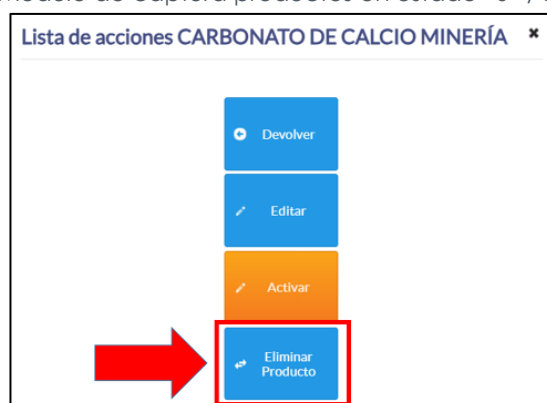 Lista de acciones CARBONATO DE CALCIO MINERÍA ✖
Devolver
Editar
Activar
Eliminar
Producto